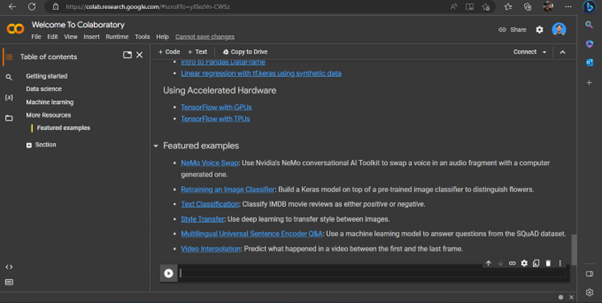 https://colab.research.google.com/#scrollTo=yJ0ezVn-CW5z
Welcome To Colaboratory
File Edit View Insert Runtime Tools Help Cannot save changes
Share
Table of contents
Getting started
Data science
Machine learning
More Resources
Featured examples
Section
+ Code + Text Copy to Drive
Connect
Intro to Pandas DataFrame
Linear regression with tf.keras using synthetic data
Using Accelerated Hardware
TensorFlow with GPUs
TensorFlow with TPUs
Featured examples
NeMo Voice Swap: Use Nvidia's NeMo conversational AI Toolkit to swap a voice in an audio fragment with a computer
generated one.
Retraining an Image Classifier: Build a Keras model on top of a pre-trained image classifier to distinguish flowers.
Text Classification: Classify IMDB movie reviews as either positive or negative.
Style Transfer: Use deep learning to transfer style between images.
Multilingual Universal Sentence Encoder Q&A: Use a machine learning model to answer questions from the SQuAD dataset.
Video Interpolation: Predict what happened in a video between the first and the last frame.